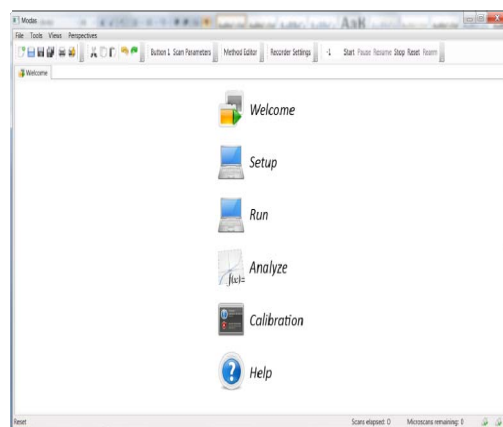 Modas
File Tools Views Perspectives
Button 1 Scan Parameters Method Editor Recorder Settings -1 Start Pause Resume Stop Reset Rearm
Welcome
Welcome
Setup
Run
Analyze
f(x)=
Calibration
Help
Reset Scans elapsed: 0 Microscans remaining: 0